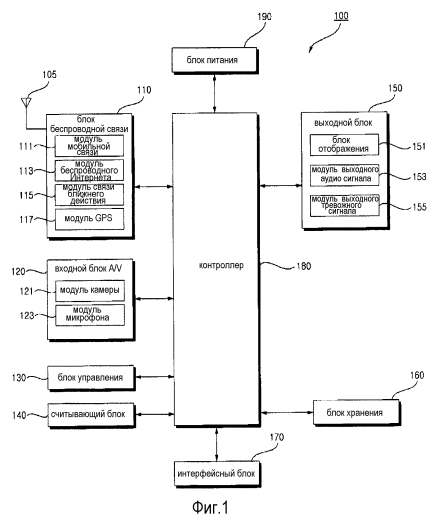 190
100
блок питания
105
110
150
блок
беспроводной связи
111
модуль
мобильной
связи
113
модуль
беспроводного
Интернета
115
модуль связи
ближнего
действия
117
модуль GPS
выходной блок
блок
отображения
151
модуль выходного
аудио сигнала
153
модуль выходного
тревожного
сигнала
155
120
входной блок A/V
121
модуль камеры
123
модуль
микрофона
контроллер
180
130
блок управления
140
считывающий блок
160
блок хранения
170
интерфейсный блок
Фиг.1